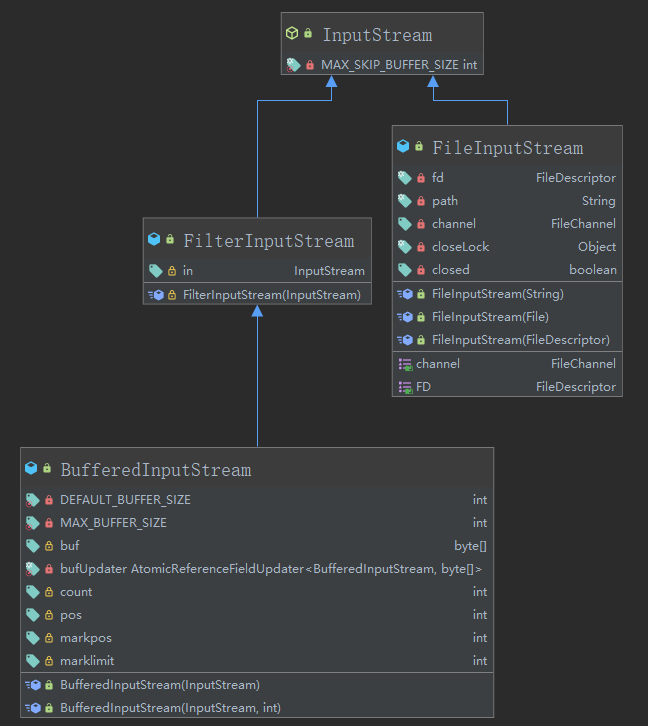 InputStream
MAX_SKIP_BUFFER_SIZE int
FileInputStream
fd FileDescriptor
path String
channel FileChannel
closeLock Object
closed boolean
FileInputStream(String)
FileInputStream(File)
FileInputStream(FileDescriptor)
channel FileChannel
FD FileDescriptor
FilterInputStream
in InputStream
FilterInputStream(InputStream)
BufferedInputStream
DEFAULT_BUFFER_SIZE int
MAX_BUFFER_SIZE int
buf byte[]
bufUpdater AtomicReferenceFieldUpdater<BufferedInputStream, byte[]>
count int
pos int
markpos int
marklimit int
BufferedInputStream(InputStream)
BufferedInputStream(InputStream, int)